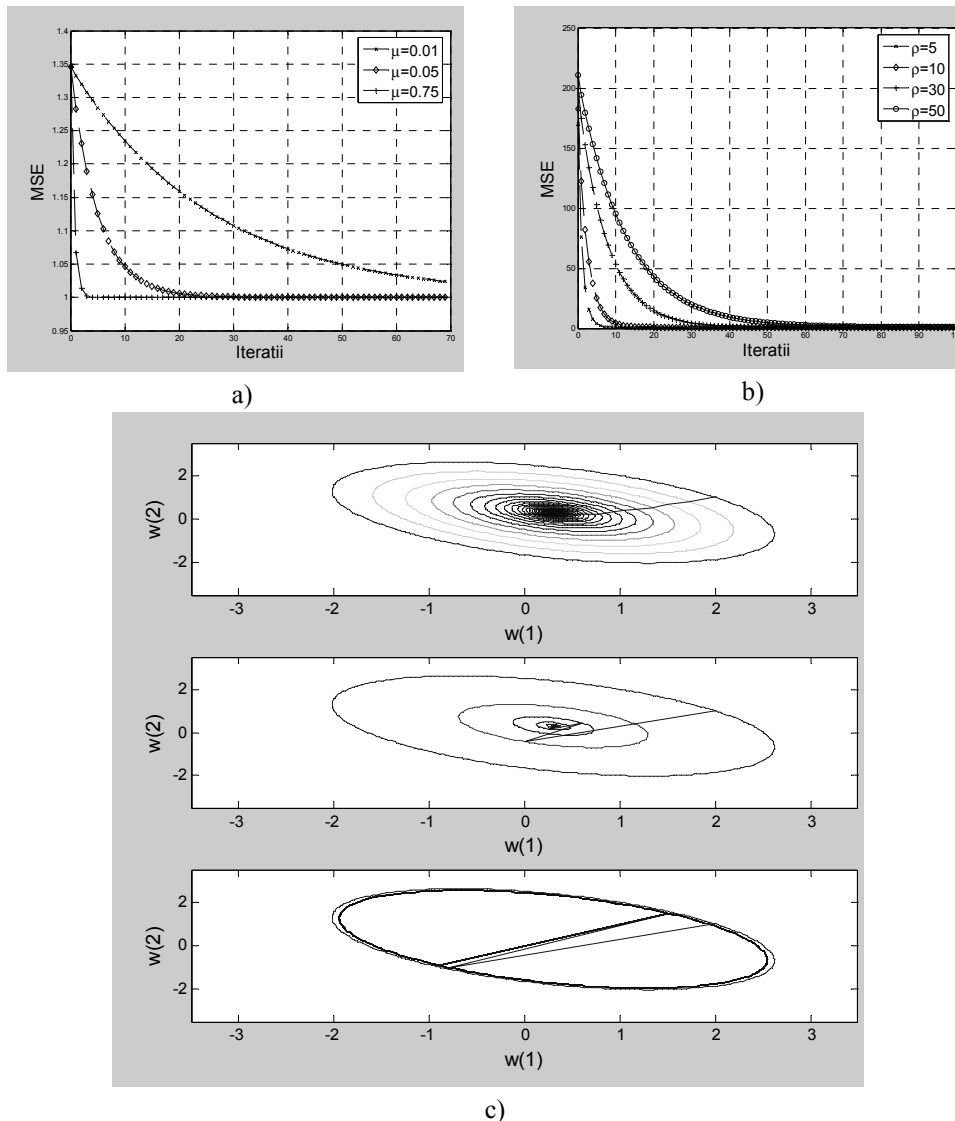 1.4
1.35
1.3
1.25
1.2
1.15
1.1
1.05
1
0.95
MSE
0 10 20 30 40 50 60 70
Iteratii
μ=0.01
μ=0.05
μ=0.75
a)
250
200
150
100
50
0
MSE
0 10 20 30 40 50 60 70 80 90
Iteratii
ρ=5
ρ=10
ρ=30
ρ=50
b)
2
0
-2
w(2)
-3 -2 -1 0 1 2 3
w(1)
2
0
-2
w(2)
-3 -2 -1 0 1 2 3
w(1)
2
0
-2
w(2)
-3 -2 -1 0 1 2 3
w(1)
c)